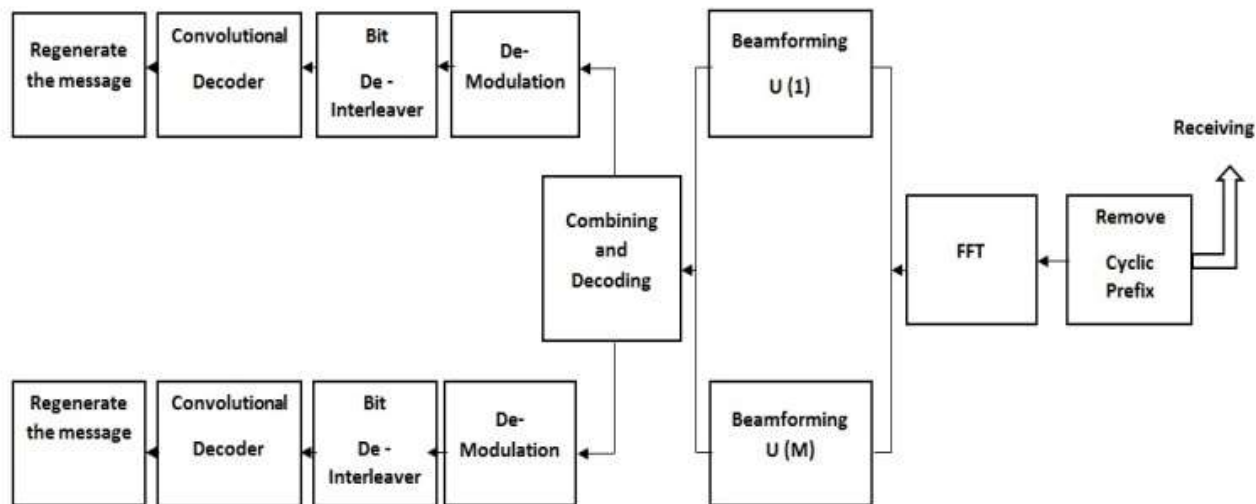 Regenerate
the message
Convolutional
Decoder
Bit
De -
Interleaver
De-
Modulation
Beamforming
U (1)
Receiving
Combining
and
Decoding
FFT
Remove
Cyclic
Prefix
Regenerate
the message
Convolutional
Decoder
Bit
De -
Interleaver
De-
Modulation
Beamforming
U (M)